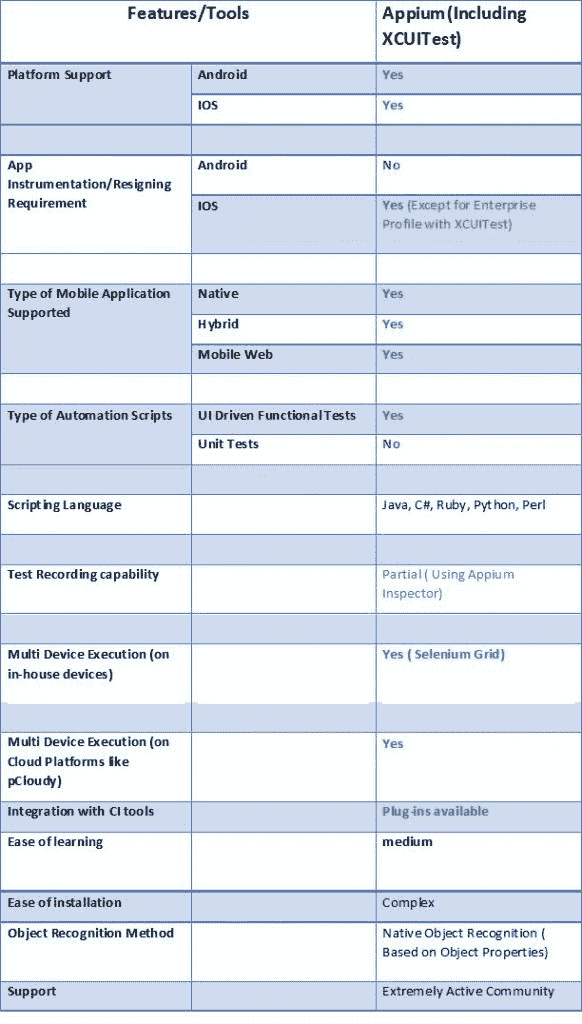 Features/Tools
Appium(Including
XCUITest)
Platform Support
Android
Yes
IOS
Yes
App
Instrumentation/Resigning
Requirement
Android
No
IOS
Yes (Except for Enterprise
Profile with XCUITest)
Type of Mobile Application
Supported
Native
Yes
Hybrid
Yes
Mobile Web
Yes
Type of Automation Scripts
UI Driven Functional Tests
Yes
Unit Tests
No
Scripting Language
Java, C#, Ruby, Python, Perl
Test Recording capability
Partial ( Using Appium
Inspector)
Multi Device Execution (on
in-house devices)
Yes ( Selenium Grid)
Multi Device Execution (on
Cloud Platforms like
pCloudy)
Yes
Integration with CI tools
Plug-ins available
Ease of learning
medium
Ease of installation
Complex
Object Recognition Method
Native Object Recognition (
Based on Object Properties)
Support
Extremely Active Community